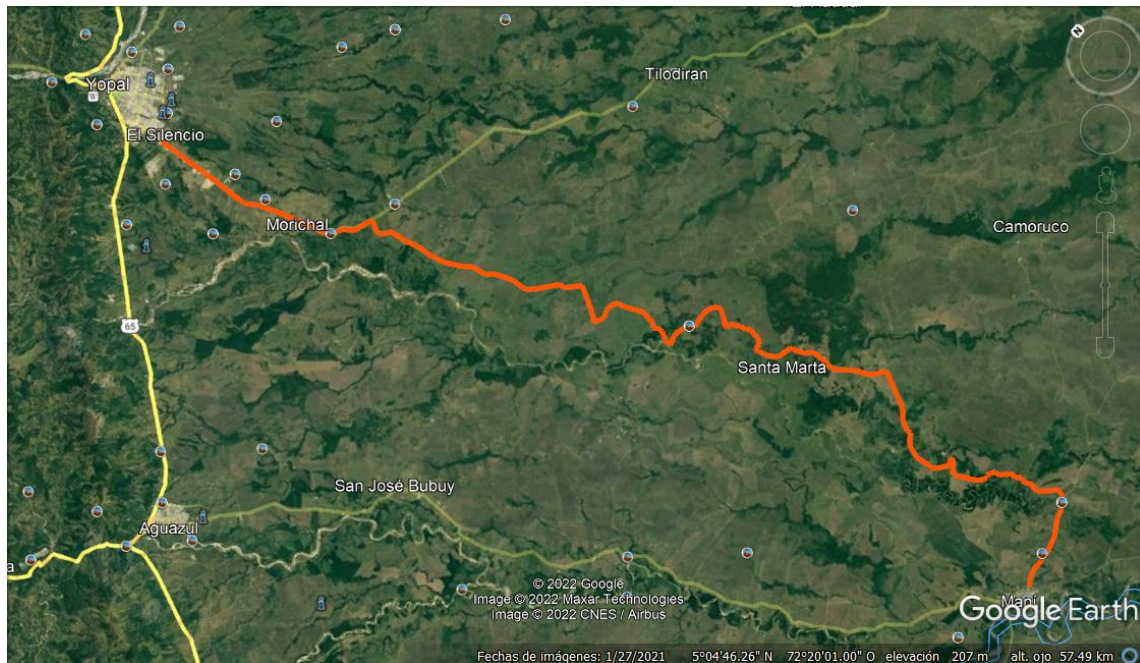 Tilodiran
Yopal
El Silencio
Morichal
Camoruco
65
Santa Marta
San José Bubuy
Aguazul
a
© 2022 Google
Image © 2022 Maxar Technologies
Image © 2022 CNES / Airbus
Maní
Google Earth
Fechas de imágenes: 1/27/2021 5°04'46.26" N 72°20'01.00" O elevación 207 m alt. ojo 57.49 km
N